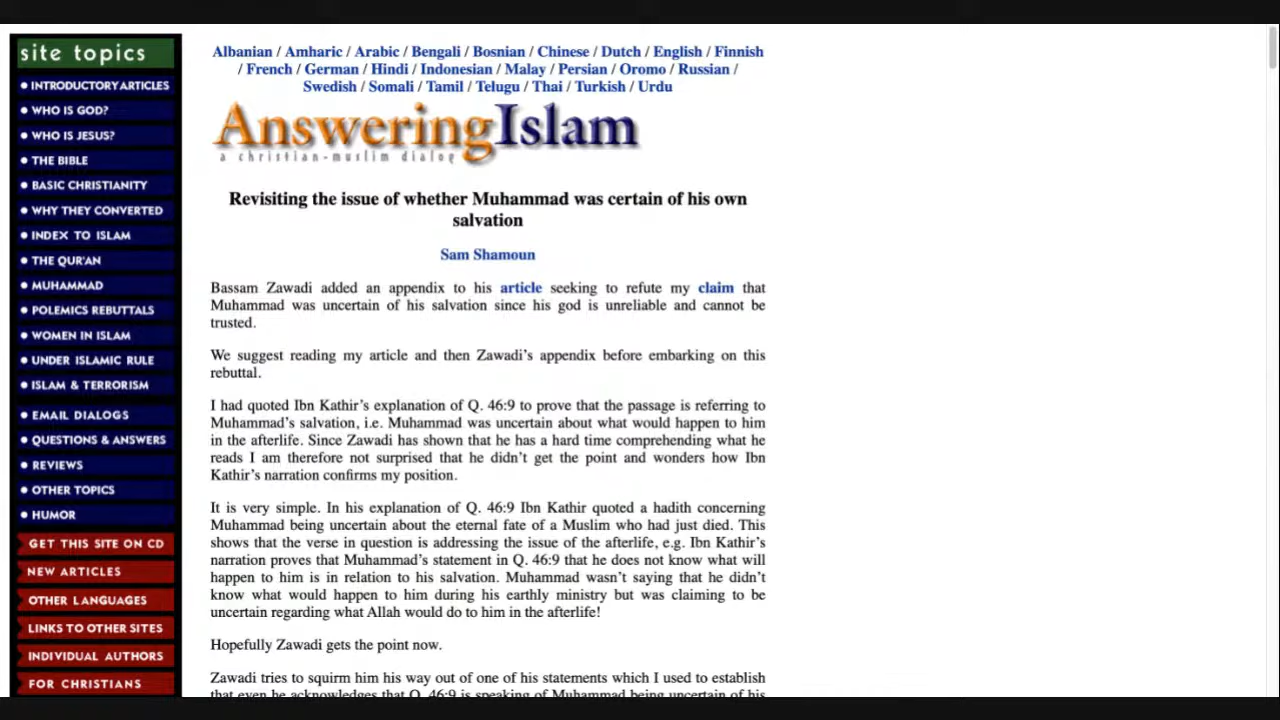 site topics
INTRODUCTORY ARTICLES
WHO IS GOD?
WHO IS JESUS?
THE BIBLE
BASIC CHRISTIANITY
WHY THEY CONVERTED
INDEX TO ISLAM
THE QUR'AN
MUHAMMAD
POLEMICS REBUTTALS
WOMEN IN ISLAM
UNDER ISLAMIC RULE
ISLAM & TERRORISM
EMAIL DIALOGS
QUESTIONS & ANSWERS
REVIEWS
OTHER TOPICS
HUMOR
GET THIS SITE ON CD
NEW ARTICLES
OTHER LANGUAGES
LINKS TO OTHER SITES
INDIVIDUAL AUTHORS
FOR CHRISTIANS
Albanian / Amharic / Arabic / Bengali / Bosnian / Chinese / Dutch / English / Finnish
/ French / German / Hindi / Indonesian / Malay / Persian / Oromo / Russian /
Swedish / Somali / Tamil / Telugu / Thai / Turkish / Urdu
AnsweringIslam
a christian-muslim dialog
Revisiting the issue of whether Muhammad was certain of his own
salvation
Sam Shamoun
Bassam Zawadi added an appendix to his article seeking to refute my claim that
Muhammad was uncertain of his salvation since his god is unreliable and cannot be
trusted.
We suggest reading my article and then Zawadi's appendix before embarking on this
rebuttal.
I had quoted Ibn Kathir's explanation of Q. 46:9 to prove that the passage is referring to
Muhammad's salvation, i.e. Muhammad was uncertain about what would happen to him
in the afterlife. Since Zawadi has shown that he has a hard time comprehending what he
reads I am therefore not surprised that he didn't get the point and wonders how Ibn
Kathir's narration confirms my position.
It is very simple. In his explanation of Q. 46:9 Ibn Kathir quoted a hadith concerning
Muhammad being uncertain about the eternal fate of a Muslim who had just died. This
shows that the verse in question is addressing the issue of the afterlife, e.g. Ibn Kathir's
narration proves that Muhammad's statement in Q. 46:9 that he does not know what will
happen to him is in relation to his salvation. Muhammad wasn't saying that he didn't
know what would happen to him during his earthly ministry but was claiming to be
uncertain regarding what Allah would do to him in the afterlife!
Hopefully Zawadi gets the point now.
Zawadi tries to squirm him his way out of one of his statements which I used to establish
that even he acknowledges that Q. 46:9 is speaking of Muhammad being uncertain of his